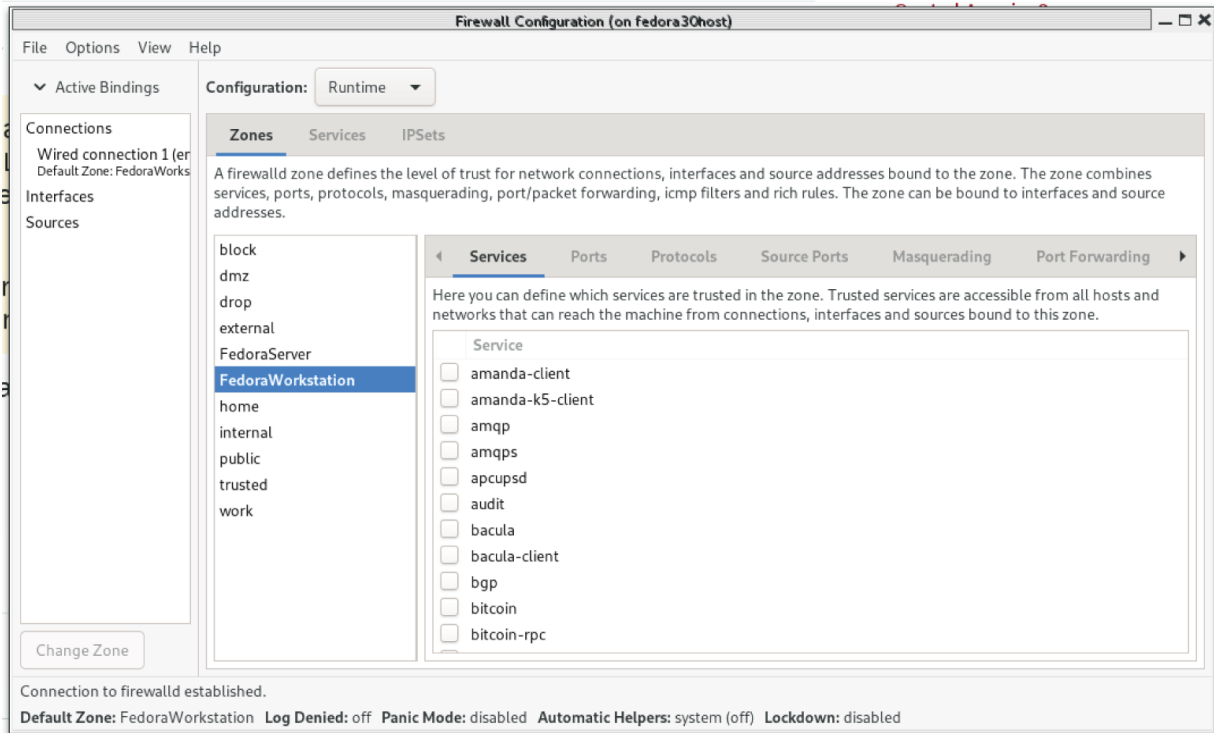 Firewall Configuration (on fedora30host)
File Options View Help
Active Bindings
Configuration: Runtime
Connections
Wired connection 1 (er
Default Zone: FedoraWorks
Interfaces
Sources
Zones Services IPSets
A firewalld zone defines the level of trust for network connections, interfaces and source addresses bound to the zone. The zone combines
services, ports, protocols, masquerading, port/packet forwarding, icmp filters and rich rules. The zone can be bound to interfaces and source
addresses.
block
dmz
drop
external
FedoraServer
FedoraWorkstation
home
internal
public
trusted
work
Services Ports Protocols Source Ports Masquerading Port Forwarding
Here you can define which services are trusted in the zone. Trusted services are accessible from all hosts and
networks that can reach the machine from connections, interfaces and sources bound to this zone.
Service
amanda-client
amanda-k5-client
amqp
amqps
apcupsd
audit
bacula
bacula-client
bgp
bitcoin
bitcoin-rpc
Change Zone
Connection to firewalld established.
Default Zone: FedoraWorkstation Log Denied: off Panic Mode: disabled Automatic Helpers: system (off) Lockdown: disabled